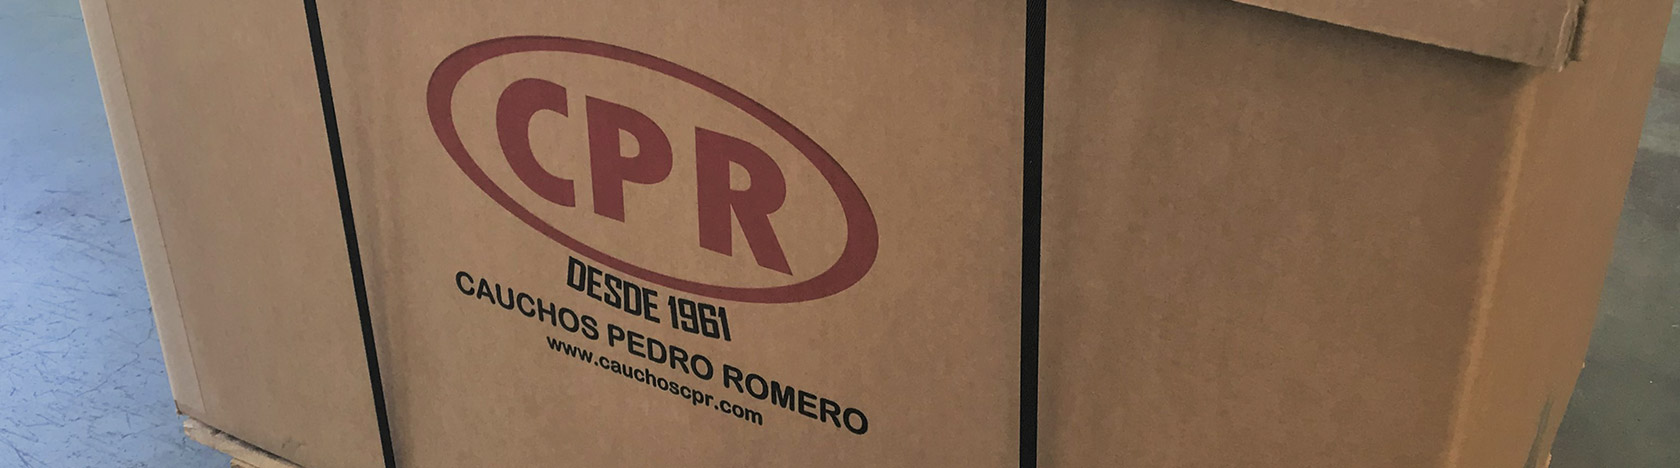 CPR
DESDE 1961
CAUCHOS PEDRO ROMERO
www.cauchoscpr.com